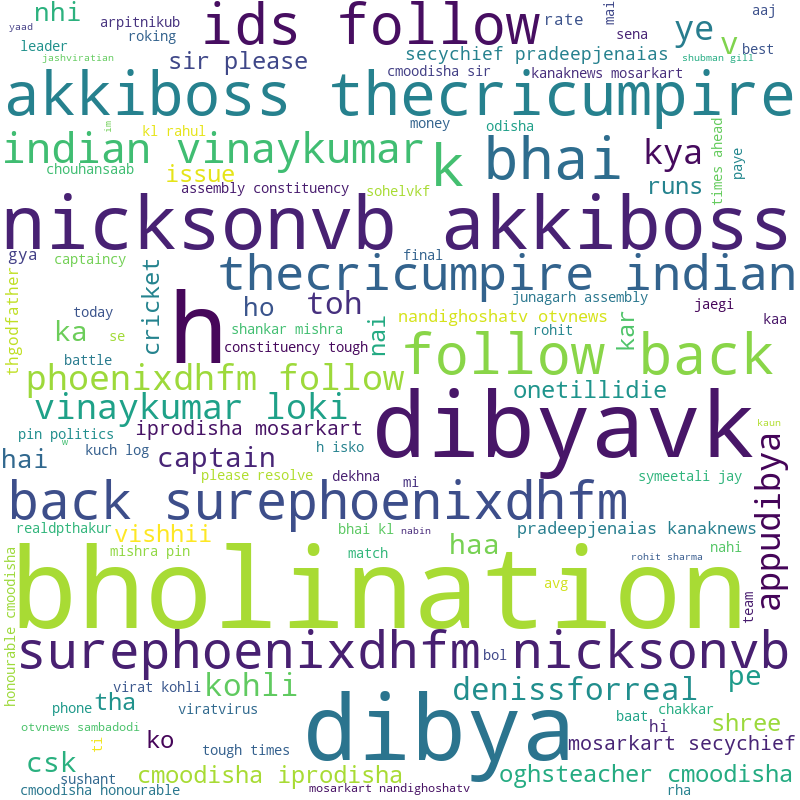 nhi arpitnikub ids follow rate mai aaj
yaad roking sena ye v best
leader jashviratian sir please secychief pradeepjenaias shubman gill
cmoodisha sir kanaknews mosarkart
akkiboss thecricumpire
im kl rahul money odisha times ahead
indian vinaykumar k bhai kya paye
chouhansaab issue runs
assembly constituency sohelvkf
nicksonvb akkiboss
gya captaincy final
thecricumpire indian
thgodfather cricket h ho toh junagarh assembly jaegi
today nandighoshatv otvnews kaa
ka se shankar mishra nai rohit kar
battle constituency tough follow back
phoenixdhfm follow onetillidie
vinaykumar loki dibyavk
pin politics iprodisha mosarkart kaun
w kuch log h isko
hai captain appudibya
please resolve dekhna symeetali jay
back surephoenixdhfm mi
realdpthakur vishhii bhai kl nabin pradeepjenaias kanaknews
mishra pin haa nahi
match rohit sharma
honourable cmoodisha bholination avg team
surephoenixdhfm bol nicksonvb
virat kohli kohli dibya denissforreal pe
phone tha viratvirus baat chakkar
otvnews sambadodi hi shree
ti ko tough times mosarkart secychief
csk
sushant cmoodisha iprodisha oghsteacher cmoodisha
cmoodisha honourable mosarkart nandighoshatv rha